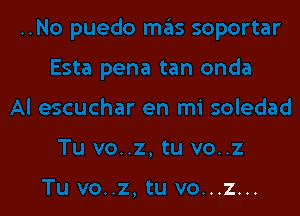 ..No puedo más soportar
Esta pena tan onda
Al escuchar en mi soledad
Tu vo..z, tu vo..z
Tu vo..z, tu vo...z...